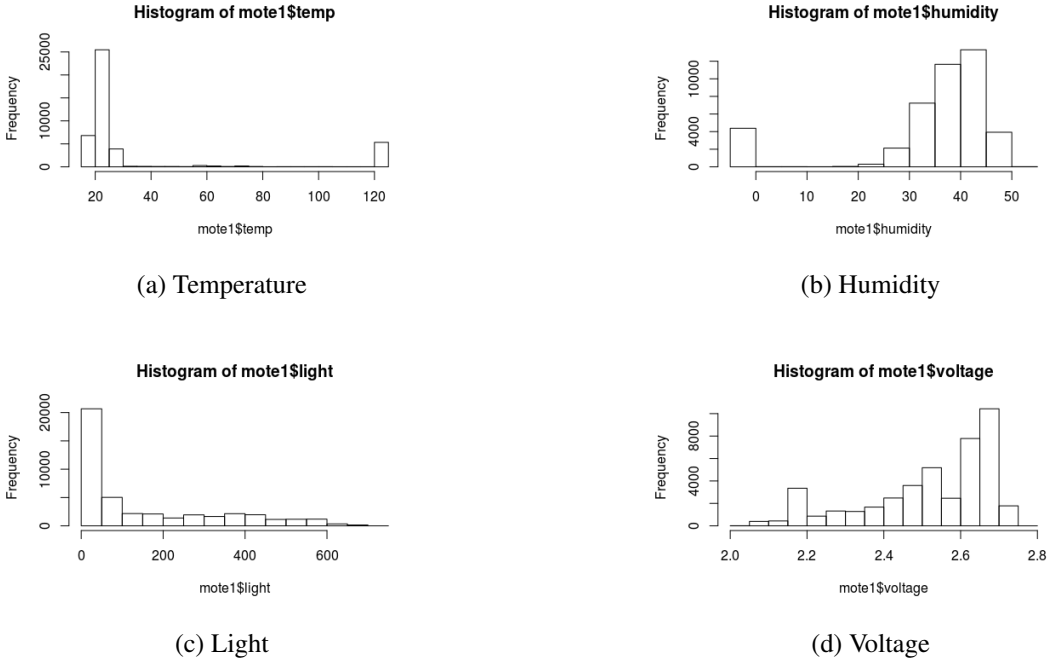 Histogram of mote1$temp
Frequency
0
10000
25000
20
40
60
80
100
120
mote1$temp
(a) Temperature
Histogram of mote1$humidity
Frequency
0
4000
10000
0
10
20
30
40
50
mote1$humidity
(b) Humidity
Histogram of mote1$light
Frequency
0
10000
20000
0
200
400
600
mote1$light
(c) Light
Histogram of mote1$voltage
Frequency
0
4000
8000
2.0
2.2
2.4
2.6
2.8
mote1$voltage
(d) Voltage